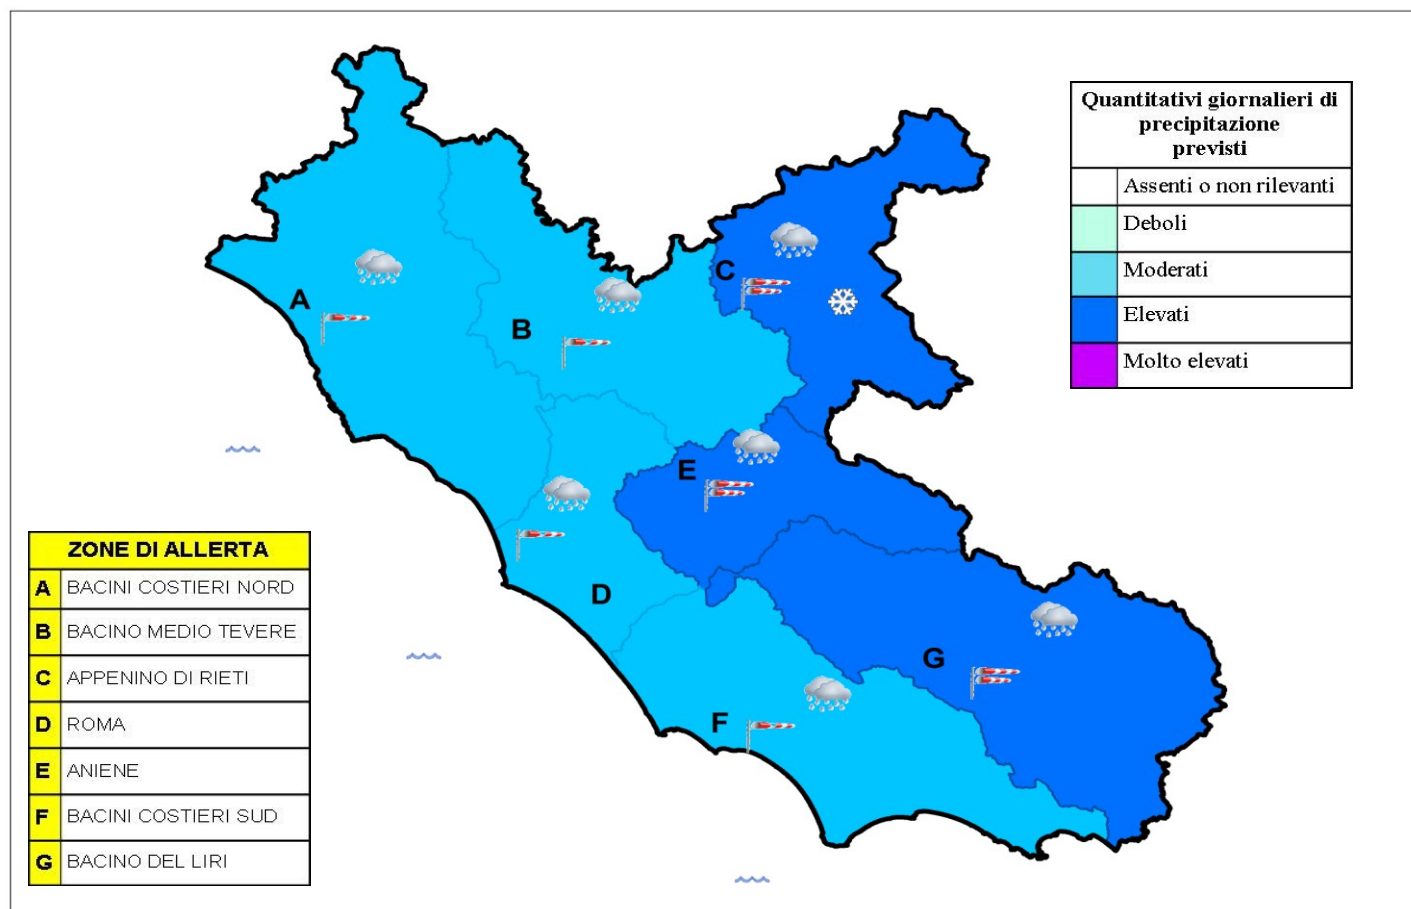 Quantitativi giornalieri di
precipitazione
previsti
Assenti o non rilevanti
Deboli
Moderati
Elevati
Molto elevati
A
B
C
E
D
G
F
ZONE DI ALLERTA
A BACINI COSTIERI NORD
B BACINO MEDIO TEVERE
C APPENINO DI RIETI
D ROMA
E ANIENE
F BACINI COSTIERI SUD
G BACINO DEL LIRI